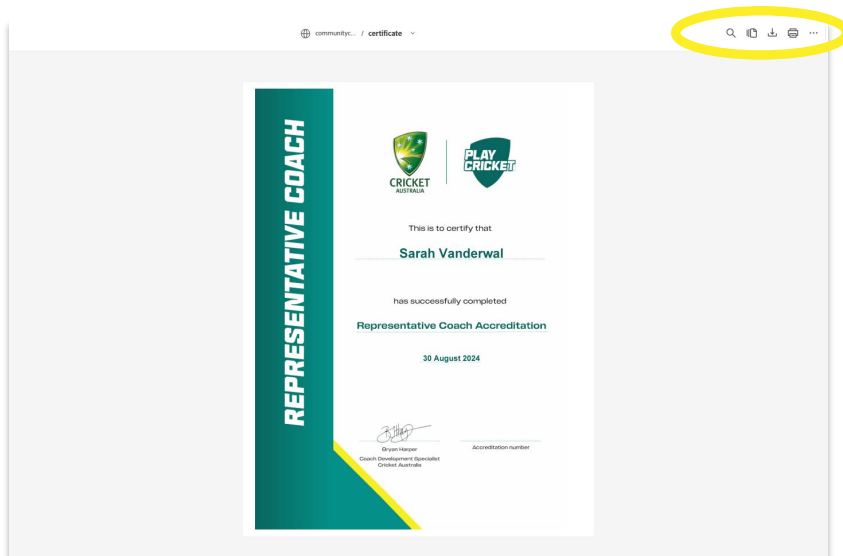 communityc... / certificate
REPRESENTATIVE COACH
CRICKET
AUSTRALIA
PLAY
CRICKET
This is to certify that
Sarah Vanderwal
has successfully completed
Representative Coach Accreditation
30 August 2024
Bryan Harper
Accreditation number
Coach Development Specialist
Cricket Australia